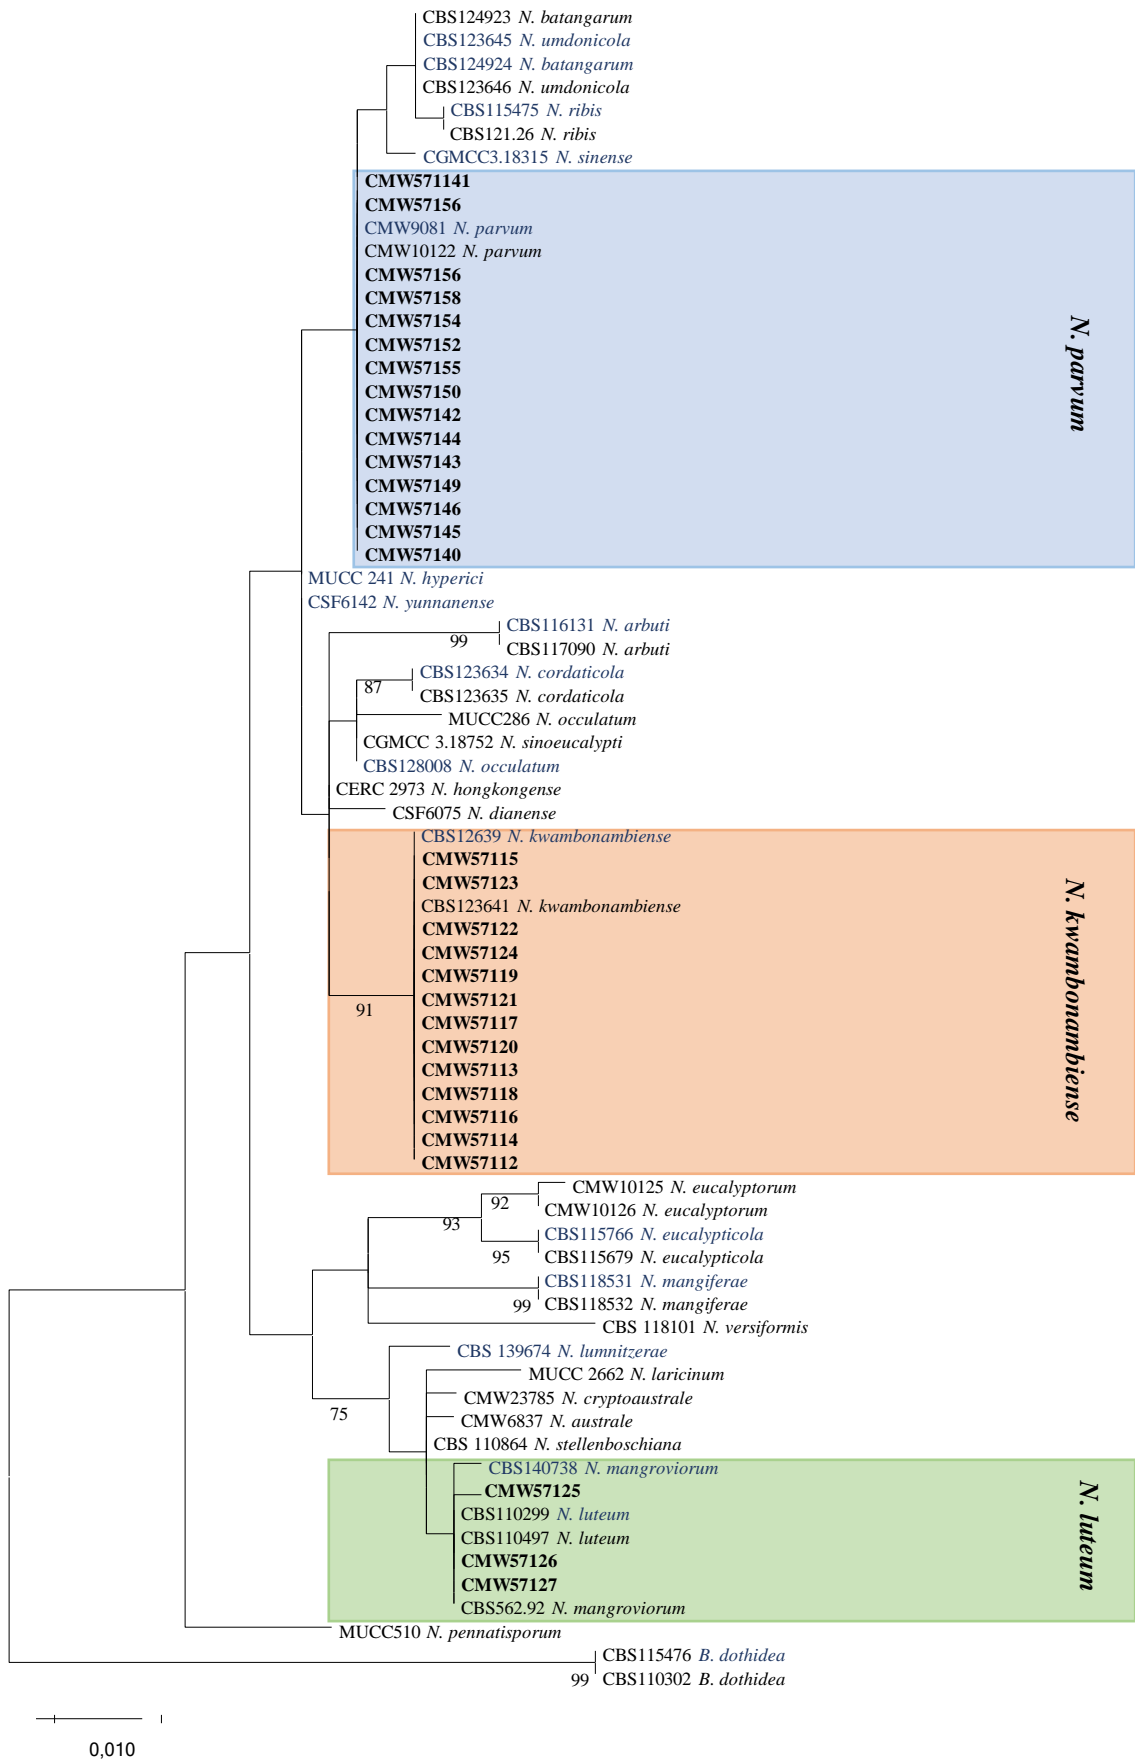 CBS124923 N. batangarum
CBS123645 N. umdonicola
CBS124924 N. batangarum
CBS123646 N. umdonicola
CBS115475 N. ribis
CBS121.26 N. ribis
CGMCC3.18315 N. sinense
CMW571141
CMW57156
CMW9081 N. parvum
CMW10122 N. parvum
CMW57156
CMW57158
CMW57154
CMW57152
CMW57155
CMW57150
CMW57142
CMW57144
CMW57143
CMW57149
CMW57146
CMW57145
CMW57140
N. parvum
MUCC 241 N. hyperici
CSF6142 N. yunnanense
CBS116131 N. arbuti
99
CBS117090 N. arbuti
CBS123634 N. cordaticola
87
CBS123635 N. cordaticola
MUCC286 N. occulatum
CGMCC 3.18752 N. sinoeucalypti
CBS128008 N. occulatum
CERC 2973 N. hongkongense
CSF6075 N. dianense
CBS12639 N. kwambonambiense
CMW57115
CMW57123
CBS123641 N. kwambonambiense
CMW57122
CMW57124
CMW57119
CMW57121
91
CMW57117
CMW57120
CMW57113
CMW57118
CMW57116
CMW57114
CMW57112
N. kwambonambiense
CMW10125 N. eucalyptorum
92
CMW10126 N. eucalyptorum
93
CBS115766 N. eucalypticola
95
CBS115679 N. eucalypticola
CBS118531 N. mangiferae
99
CBS118532 N. mangiferae
CBS 118101 N. versiformis
CBS 139674 N. lumnitzerae
MUCC 2662 N. laricinum
CMW23785 N. cryptoaustrale
75
CMW6837 N. australe
CBS 110864 N. stellenboschiana
CBS140738 N. mangroviorum
CMW57125
CBS110299 N. luteum
CBS110497 N. luteum
CMW57126
CMW57127
CBS562.92 N. mangroviorum
N. luteum
MUCC510 N. pennatisporum
CBS115476 B. dothidea
99
CBS110302 B. dothidea
0,010